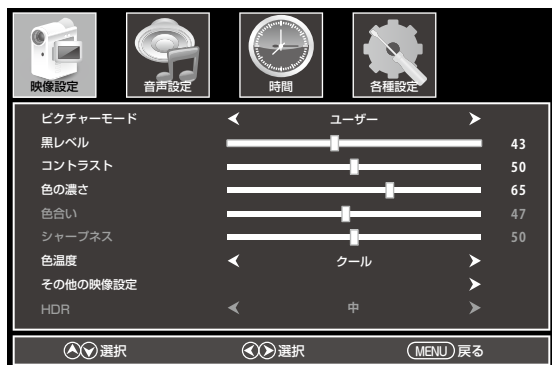 映像設定 音声設定 時間 各種設定
ピクチャーモード ユーザー
黒レベル 43
コントラスト 50
色の濃さ 65
色合い 47
シャープネス 50
色温度 クール
その他の映像設定
HDR 中
選択 選択 MENU 戻る